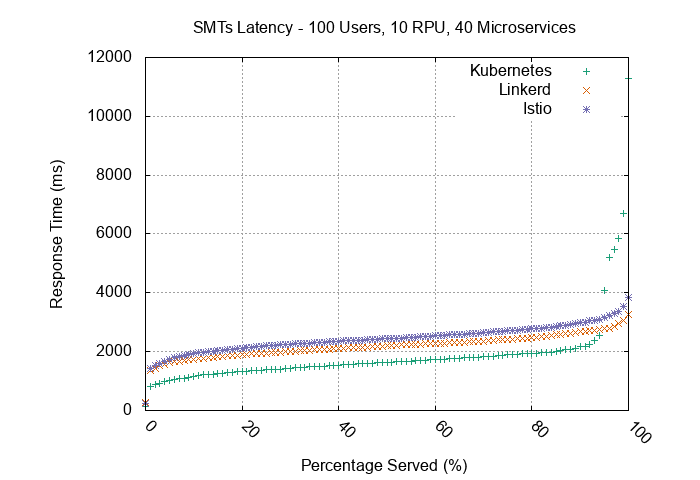 SMTs Latency - 100 Users, 10 RPU, 40 Microservices
12000
10000
8000
6000
4000
2000
0
Response Time (ms)
Kubernetes
Linkerd
Istio
0
20
40
60
80
100
Percentage Served (%)